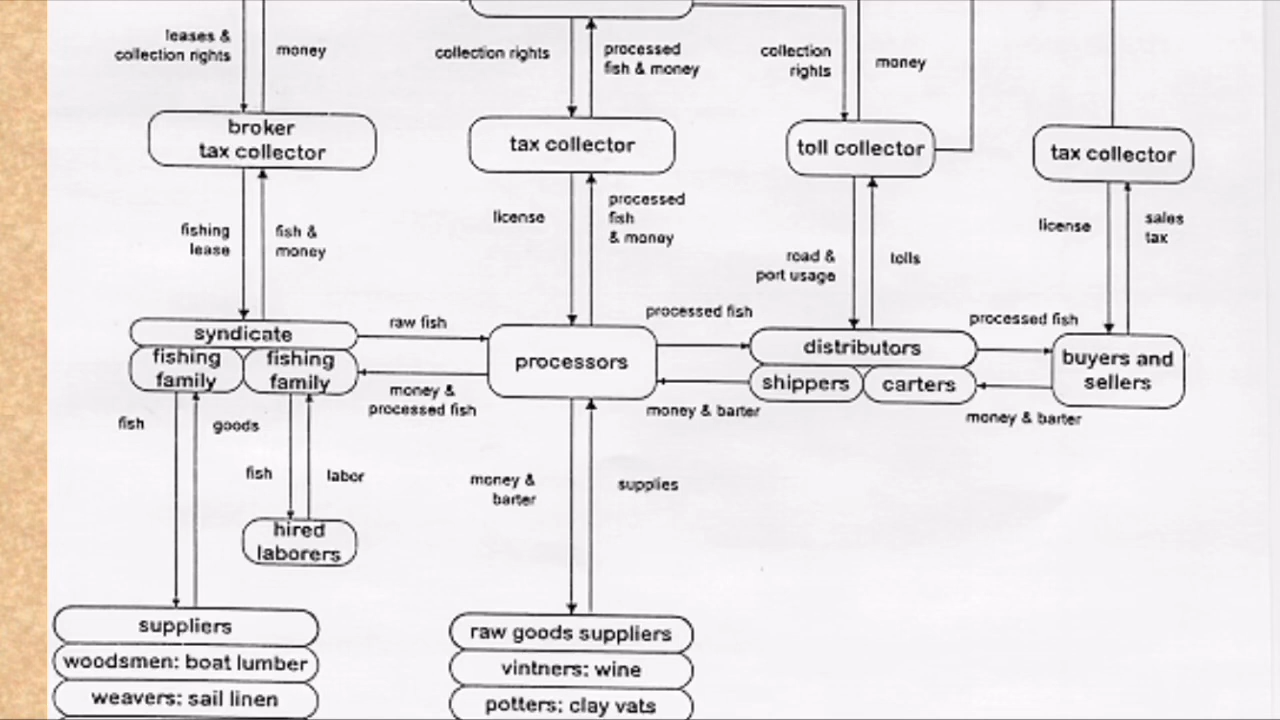 leases &
collection rights
money
collection rights
processed
fish & money
collection
rights
money
broker
tax collector
tax collector
toll collector
tax collector
fishing
lease
fish &
money
license
processed
fish
& money
road &
port usage
tolls
license
sales
tax
syndicate
fishing
family
fishing
family
raw fish
money &
processed fish
processors
processed fish
money & barter
distributors
shippers
carters
processed fish
money & barter
buyers and
sellers
fish
goods
fish
labor
hired
laborers
money &
barter
supplies
suppliers
woodsmen: boat lumber
weavers: sail linen
raw goods suppliers
vintners: wine
potters: clay vats